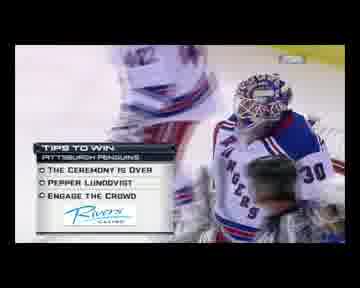 TIPS TO WIN
PITTSBURGH PENGUINS
THE CEREMONY IS OVER
PEPPER LUNDQVIST
ENGAGE THE CROWD
Rivers
CASINO
RANGERS
30